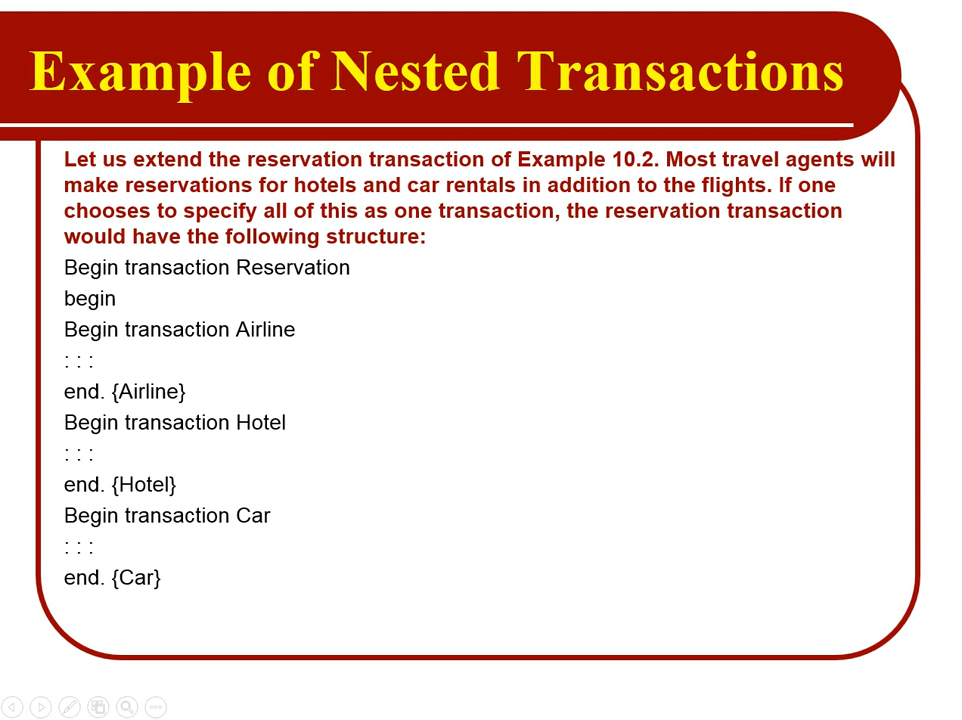 Example of Nested Transactions
Let us extend the reservation transaction of Example 10.2. Most travel agents will
make reservations for hotels and car rentals in addition to the flights. If one
chooses to specify all of this as one transaction, the reservation transaction
would have the following structure:
Begin transaction Reservation
begin
Begin transaction Airline
: : :
end. {Airline}
Begin transaction Hotel
: : :
end. {Hotel}
Begin transaction Car
: : :
end. {Car}